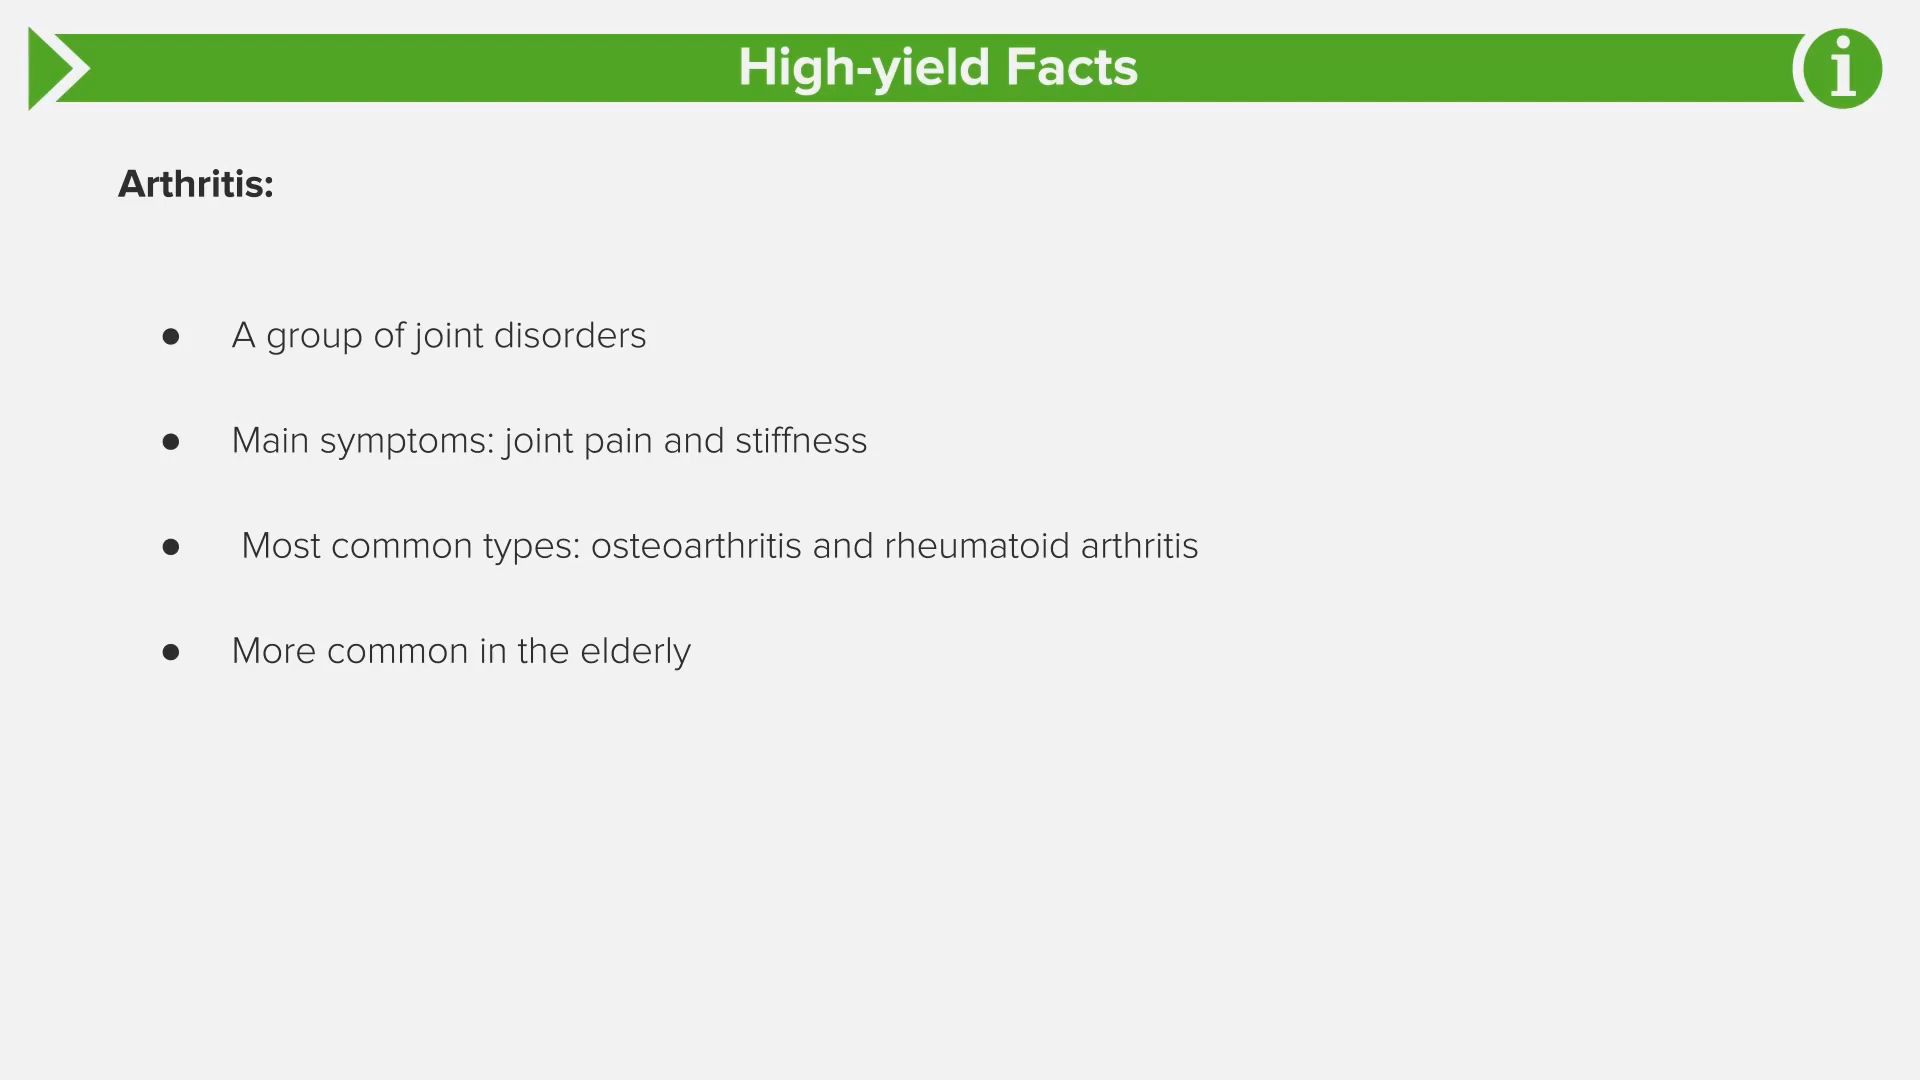 High-yield Facts
Arthritis:
● A group of joint disorders
● Main symptoms: joint pain and stiffness
● Most common types: osteoarthritis and rheumatoid arthritis
● More common in the elderly